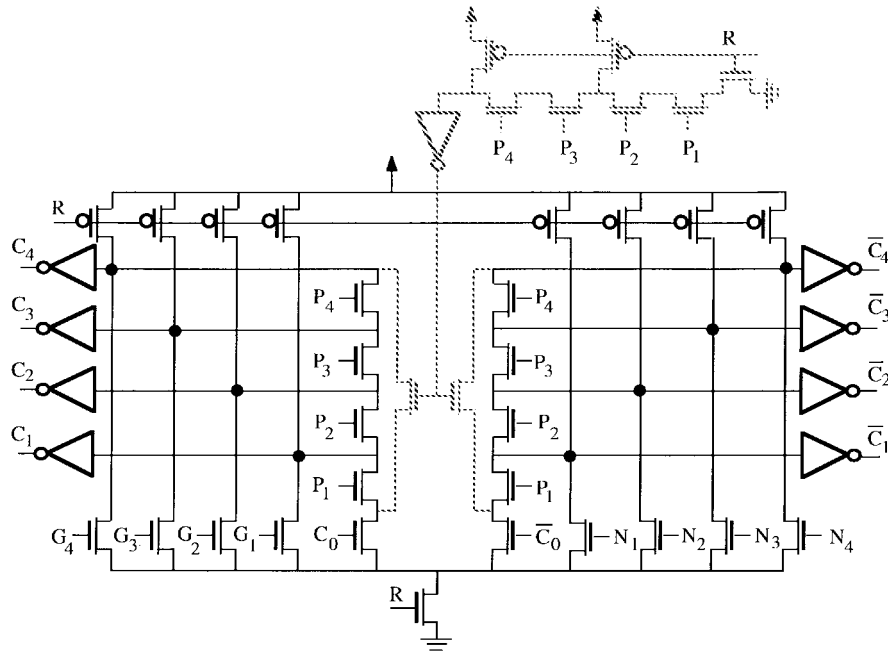 R
P₄ P₃ P₂ P₁
R
C₄ P₄ P₄ C̅₄
C₃ P₃ P₃ C̅₃
C₂ P₂ P₂ C̅₂
C₁ P₁ P₁ C̅₁
G₄ G₃ G₂ G₁ C₀ C̅₀ N₁ N₂ N₃ N₄
R